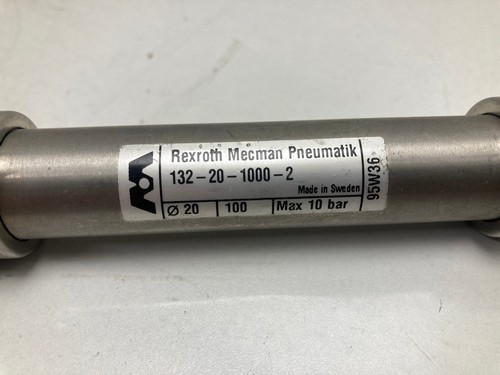 Rexroth Mecman Pneumatik
132-20-1000-2
Made in Sweden
Ø 20 100 Max 10 bar
95W36